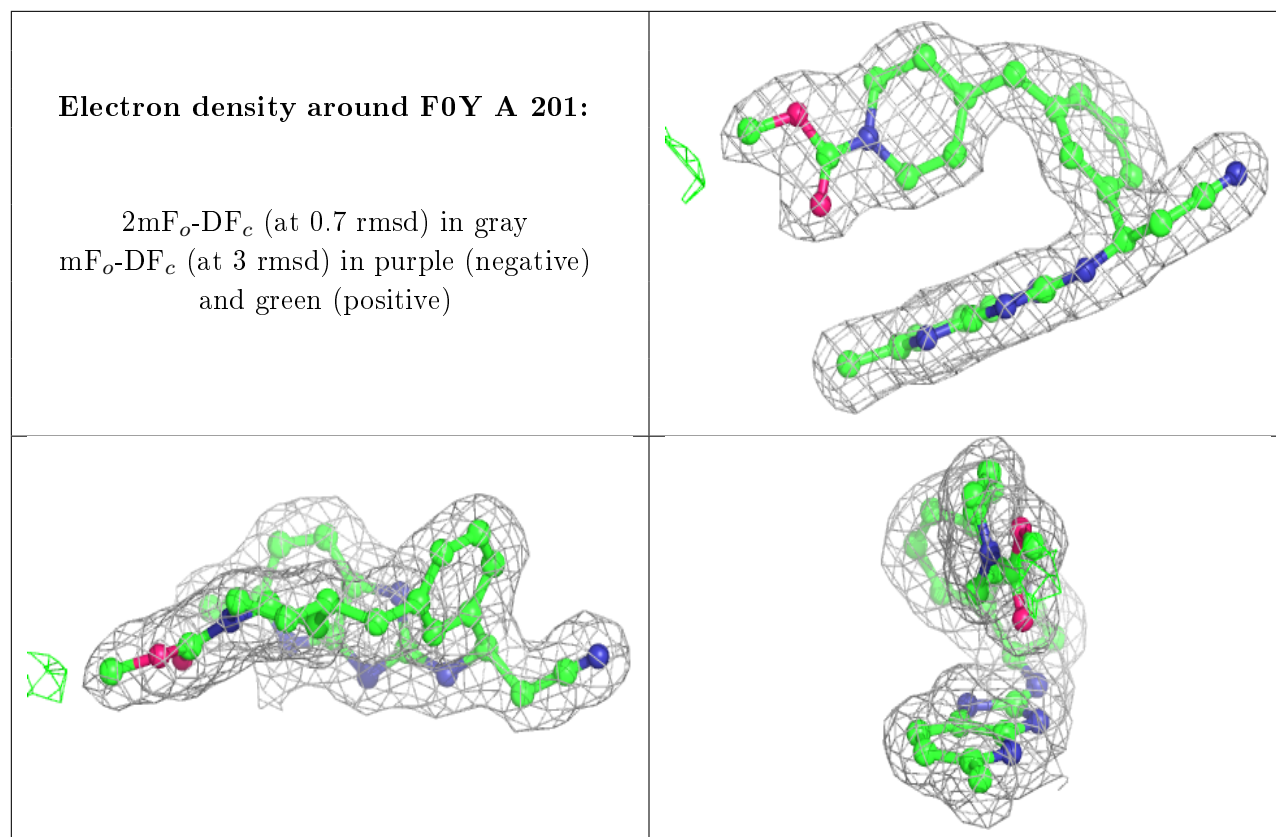 Electron density around F0Y A 201:
2mFₒ-DF𝒸 (at 0.7 rmsd) in gray
mFₒ-DF𝒸 (at 3 rmsd) in purple (negative)
and green (positive)